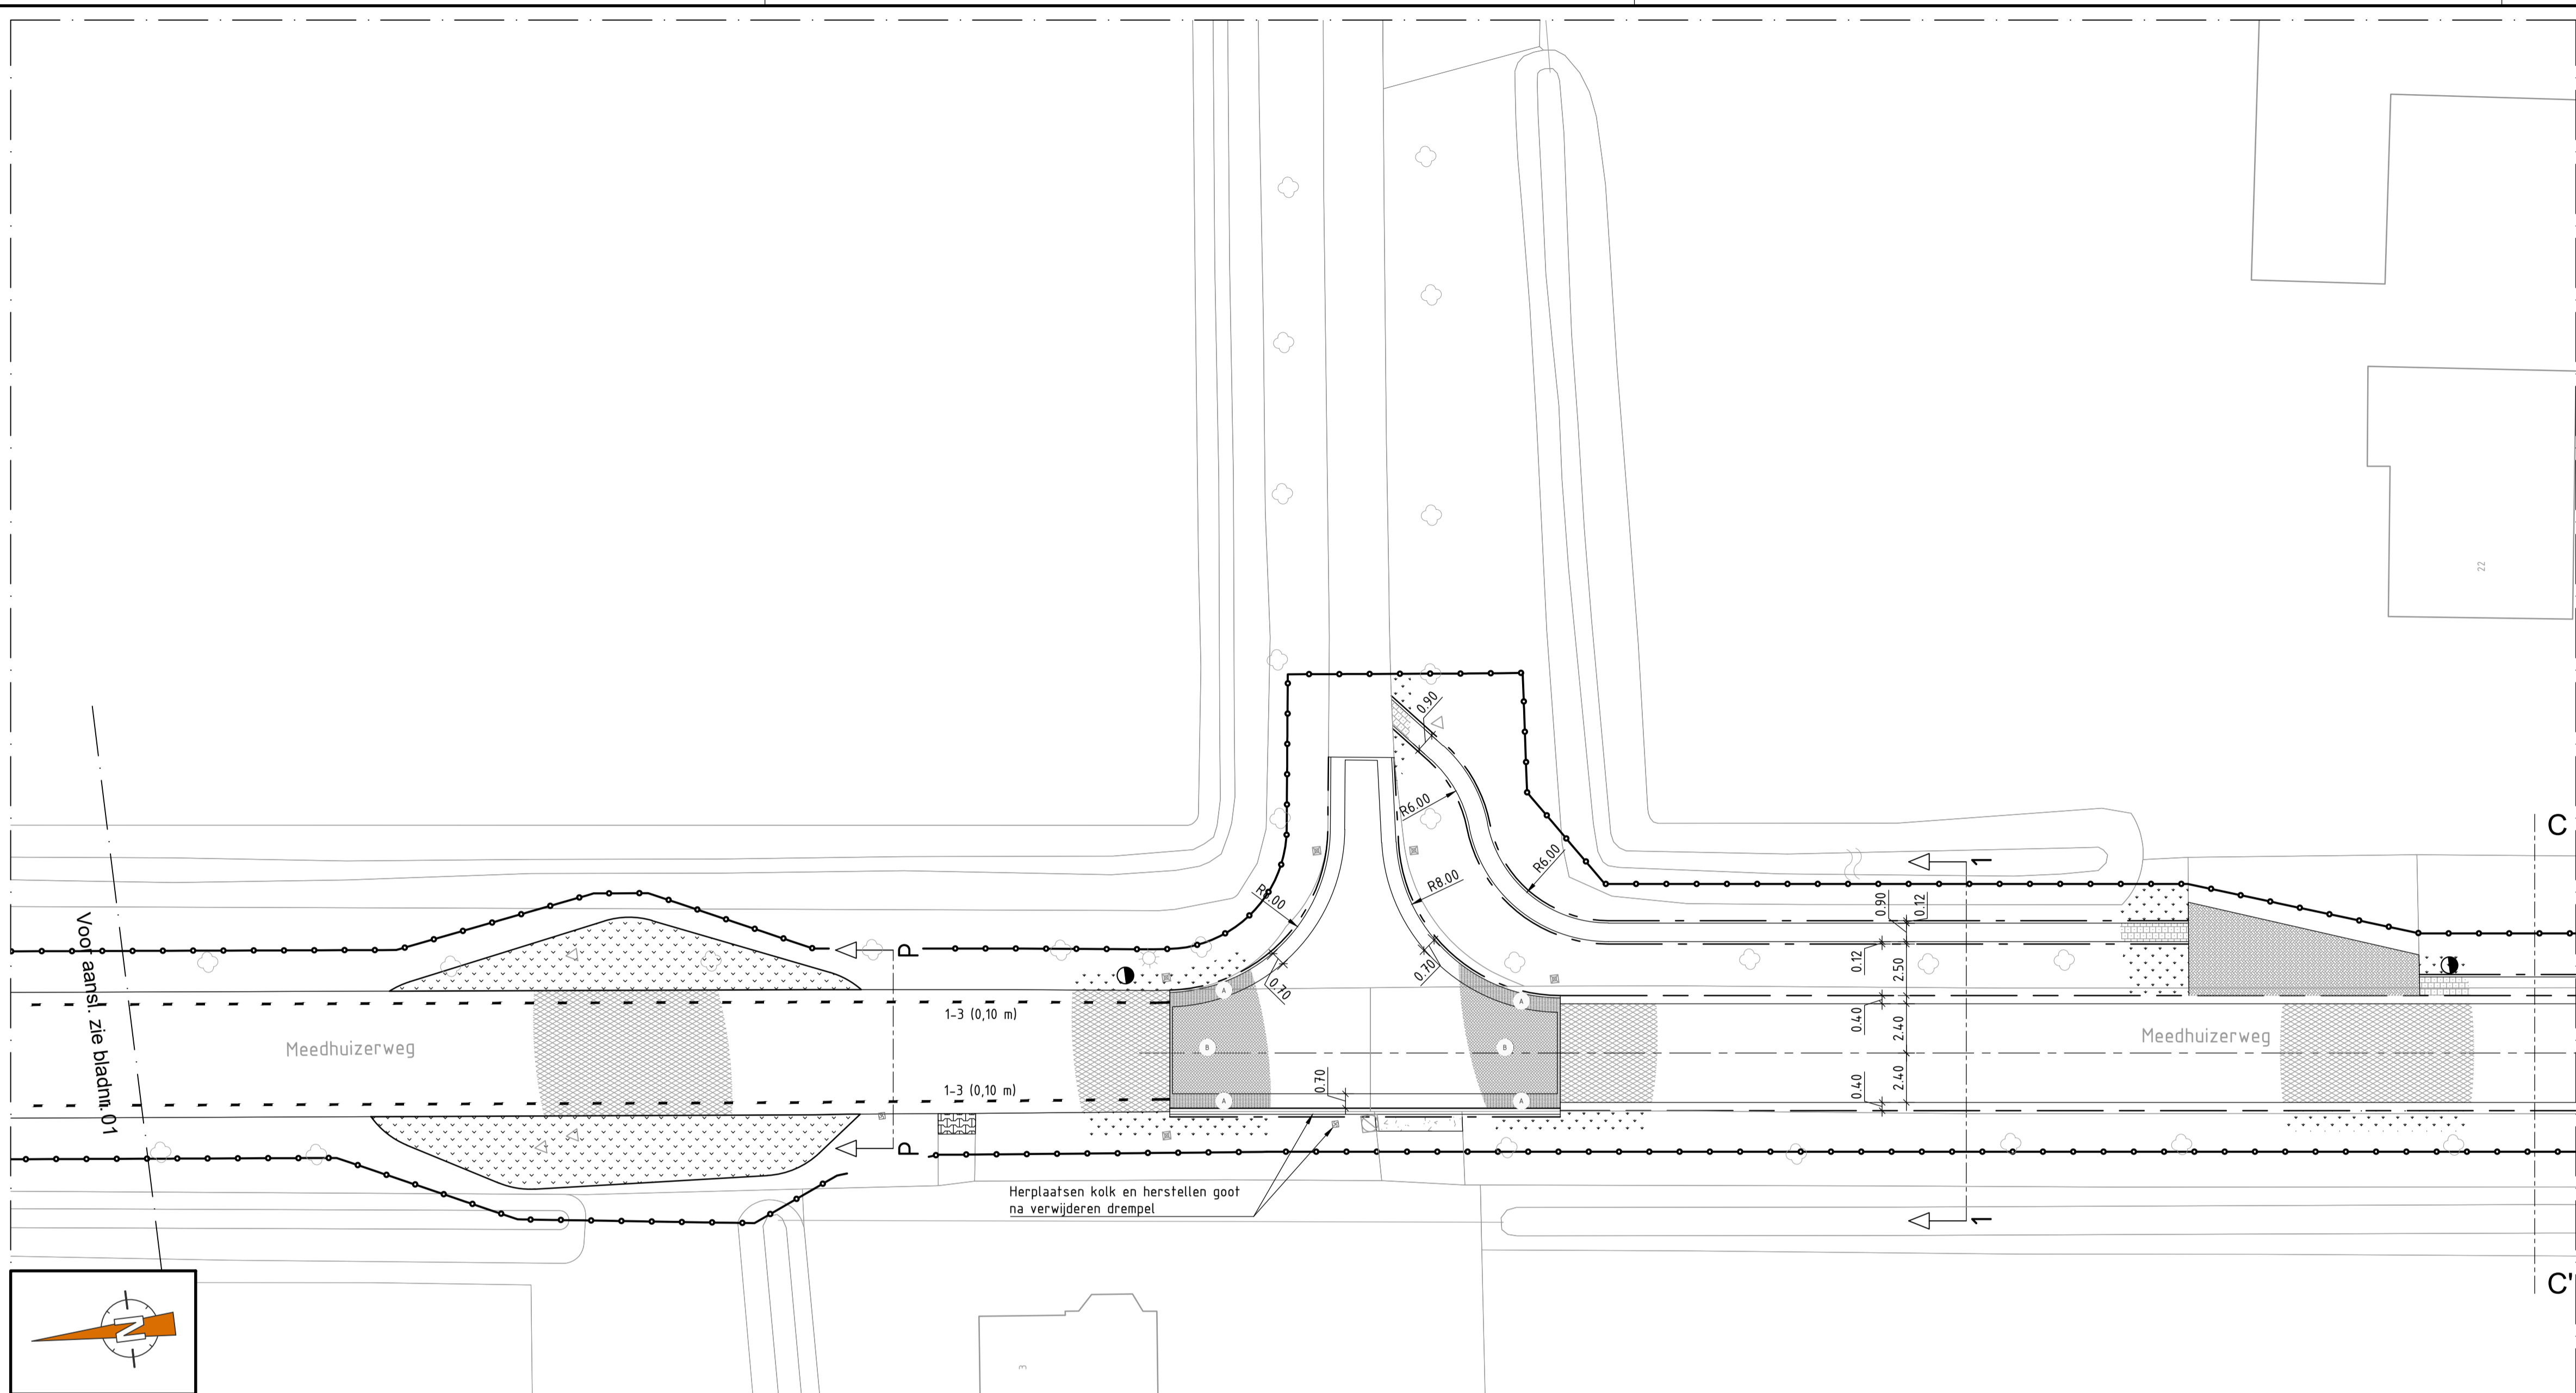 22
0.90
R6.00
R6.00
R8.00
R8.00
C
1
0.90
0.12
Voor aansl. zie bladnr.01
P
0.70
0.70
0.12
2.50
A
A
1-3 (0,10 m)
0.40
2.40
Meedhuizerweg
Meedhuizerweg
B
B
1-3 (0,10 m)
0.70
0.40
2.40
A
A
P
Herplaatsen kolk en herstellen goot
na verwijderen drempel
1
C'
N
3